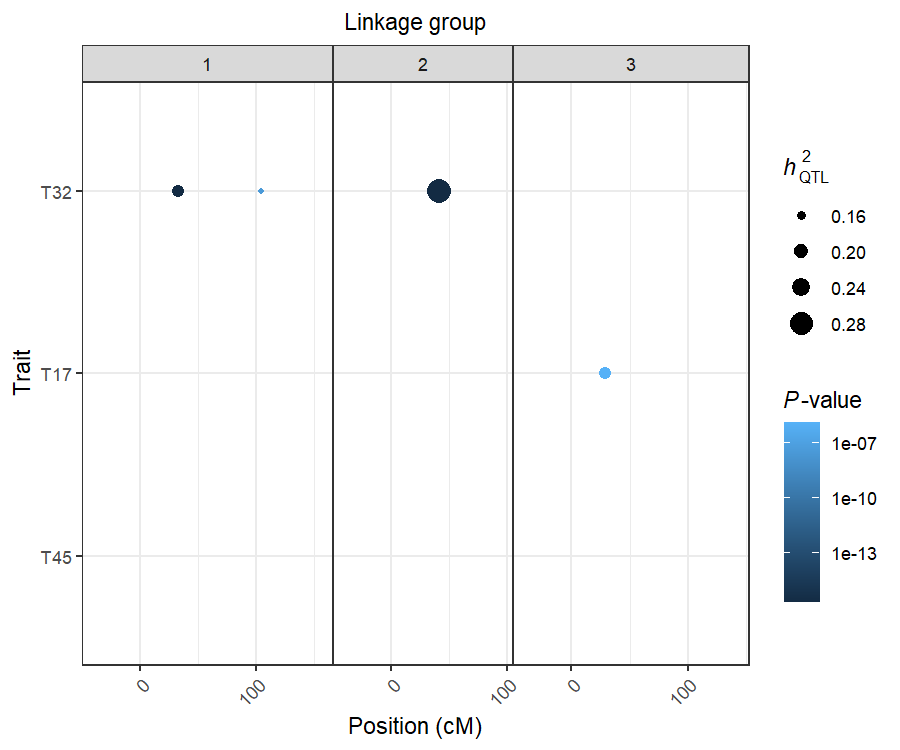 Linkage group
1 2 3
T32
T17
T45
Trait
0 100 0 100 0 100
Position (cM)
h²QTL
0.16
0.20
0.24
0.28
P-value
1e-07
1e-10
1e-13